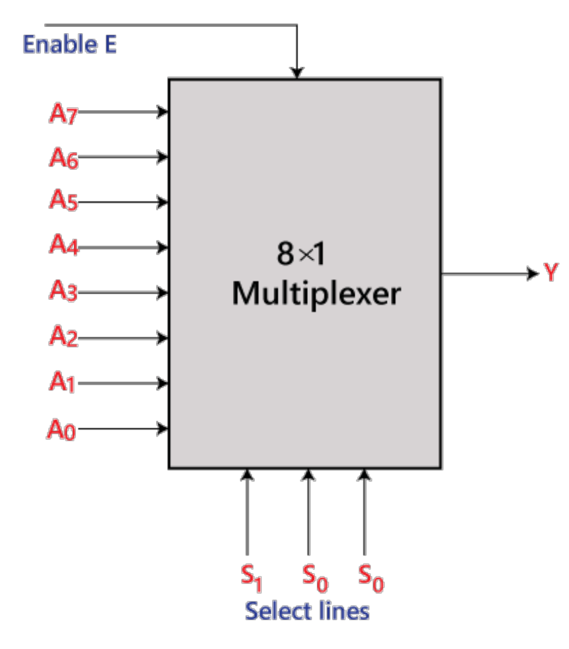 Enable E
A7
A6
A5
A4
8×1
Y
A3
Multiplexer
A2
A1
A0
S1 S0 S0
Select lines